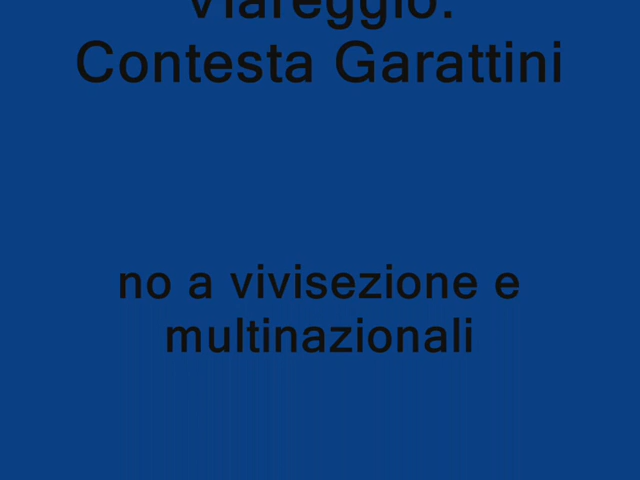 Viareggio:
Contesta Garattini
no a vivisezione e
multinazionali